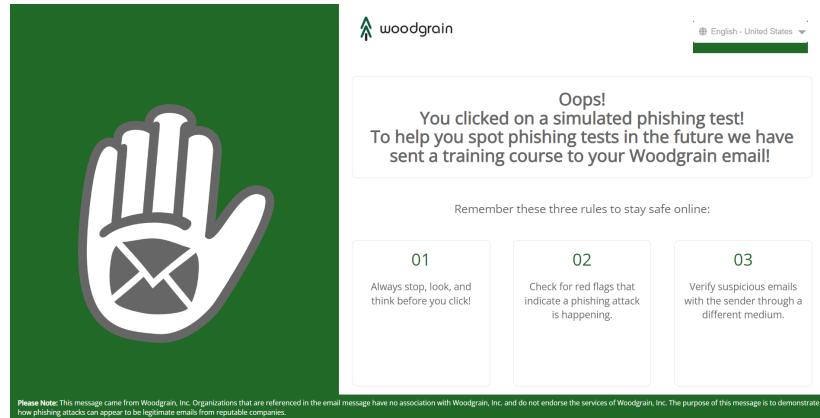 woodgrain
English - United States
Oops!
You clicked on a simulated phishing test!
To help you spot phishing tests in the future we have
sent a training course to your Woodgrain email!
Remember these three rules to stay safe online:
01
Always stop, look, and
think before you click!
02
Check for red flags that
indicate a phishing attack
is happening.
03
Verify suspicious emails
with the sender through a
different medium.
Please Note: This message came from Woodgrain, Inc. Organizations that are referenced in the email message have no association with Woodgrain, Inc. and do not endorse the services of Woodgrain, Inc. The purpose of this message is to demonstrate
how phishing attacks can appear to be legitimate emails from reputable companies.